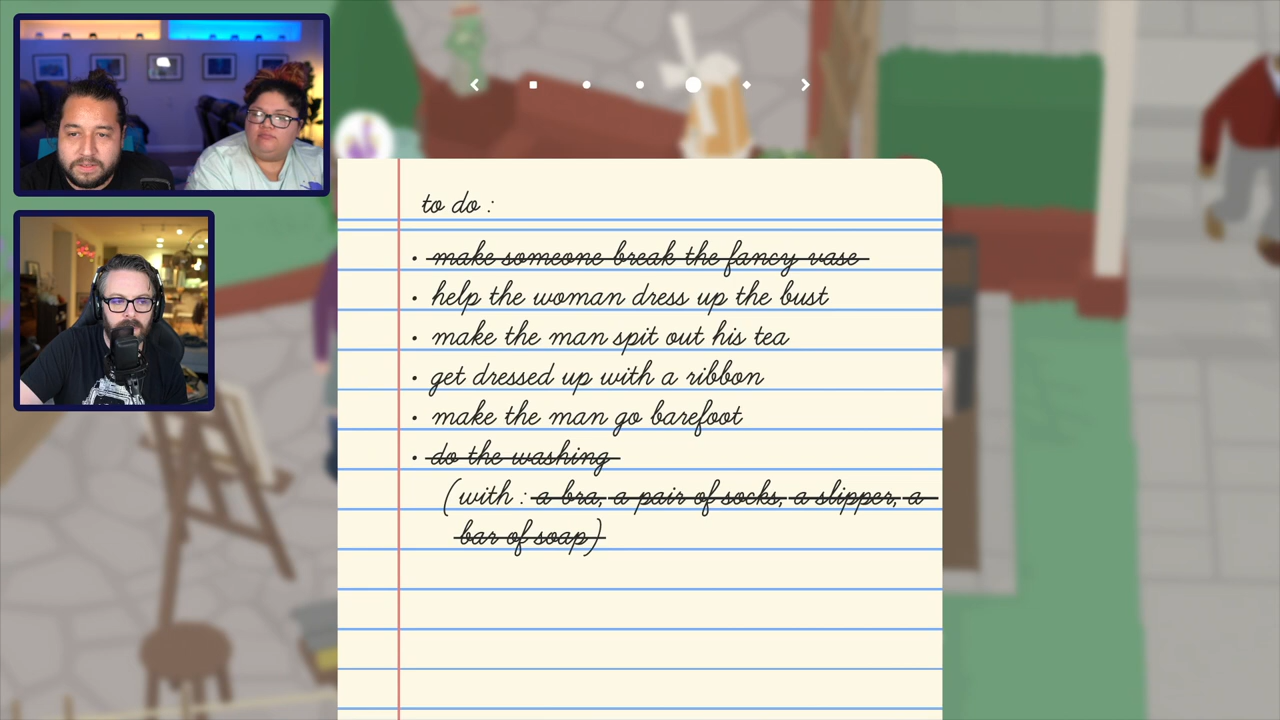 to do :
• make someone break the fancy vase
• help the woman dress up the bust
• make the man spit out his tea
• get dressed up with a ribbon
• make the man go barefoot
• do the washing
(with : a bra, a pair of socks, a slipper, a
bar of soap)